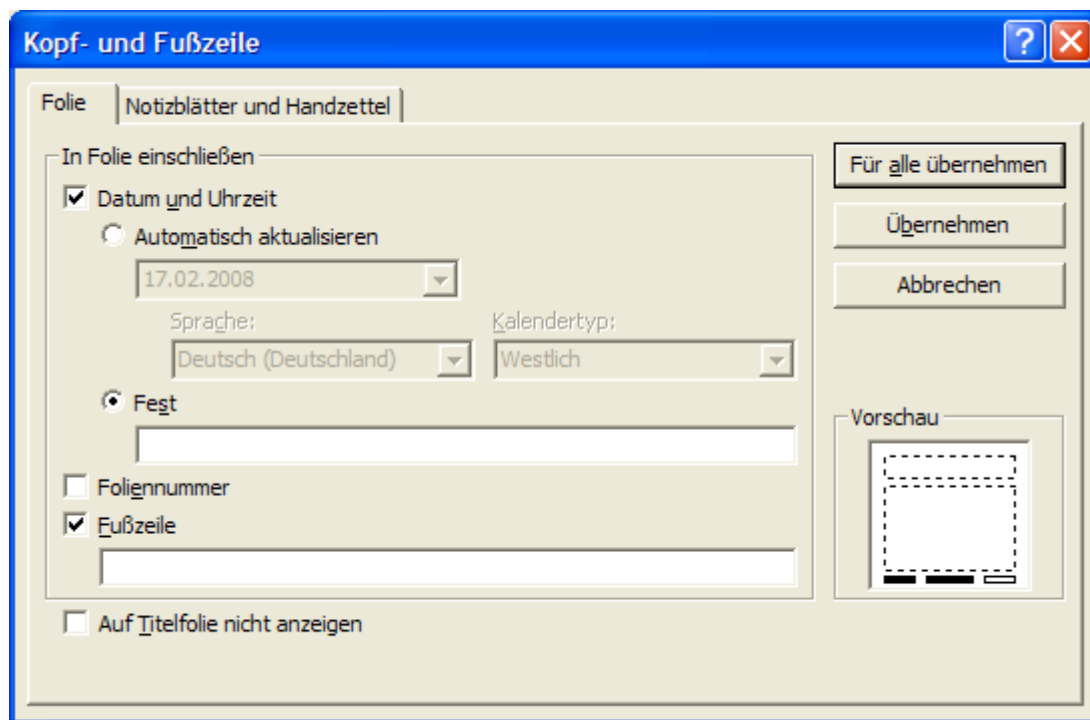 Kopf- und Fußzeile
Folie
Notizblätter und Handzettel
In Folie einschließen
Datum und Uhrzeit
Automatisch aktualisieren
17.02.2008
Sprache:
Kalendertyp:
Deutsch (Deutschland)
Westlich
Fest
Foliennummer
Fußzeile
Auf Titelfolie nicht anzeigen
Für alle übernehmen
Übernehmen
Abbrechen
Vorschau